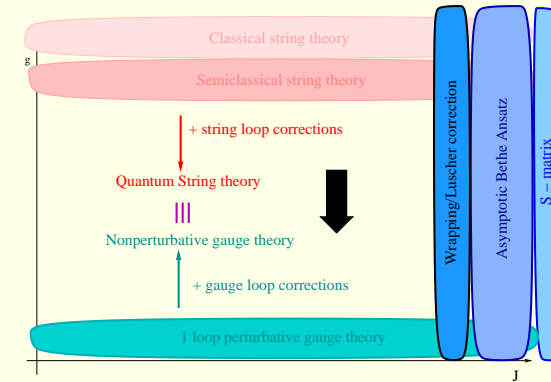 Classical string theory
g
Semiclassical string theory
+ string loop corrections
Quantum String theory
Nonperturbative gauge theory
+ gauge loop corrections
1 loop perturbative gauge theory
J
Wrapping/Luscher correction
Asymptotic Bethe Ansatz
S − matrix